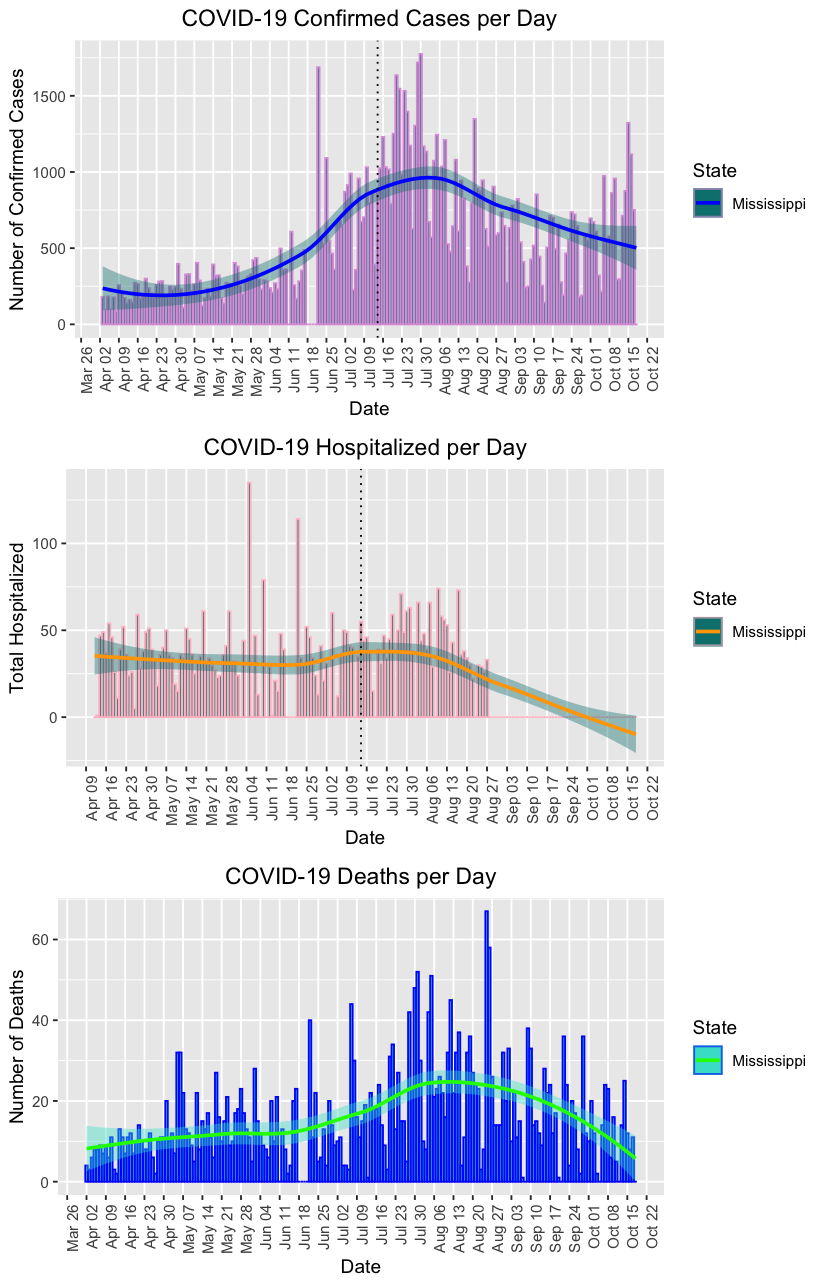 COVID-19 Confirmed Cases per Day
Number of Confirmed Cases
1500
1000
500
0
Mar 26
Apr 02
Apr 09
Apr 16
Apr 23
Apr 30
May 07
May 14
May 21
May 28
Jun 04
Jun 11
Jun 18
Jun 25
Jul 02
Jul 09
Jul 16
Jul 23
Jul 30
Aug 06
Aug 13
Aug 20
Aug 27
Sep 03
Sep 10
Sep 17
Sep 24
Oct 01
Oct 08
Oct 15
Oct 22
Date
State
Mississippi
COVID-19 Hospitalized per Day
Total Hospitalized
100
50
0
Apr 09
Apr 16
Apr 23
Apr 30
May 07
May 14
May 21
May 28
Jun 04
Jun 11
Jun 18
Jun 25
Jul 02
Jul 09
Jul 16
Jul 23
Jul 30
Aug 06
Aug 13
Aug 20
Aug 27
Sep 03
Sep 10
Sep 17
Sep 24
Oct 01
Oct 08
Oct 15
Oct 22
Date
State
Mississippi
COVID-19 Deaths per Day
Number of Deaths
60
40
20
0
Mar 26
Apr 02
Apr 09
Apr 16
Apr 23
Apr 30
May 07
May 14
May 21
May 28
Jun 04
Jun 11
Jun 18
Jun 25
Jul 02
Jul 09
Jul 16
Jul 23
Jul 30
Aug 06
Aug 13
Aug 20
Aug 27
Sep 03
Sep 10
Sep 17
Sep 24
Oct 01
Oct 08
Oct 15
Oct 22
Date
State
Mississippi